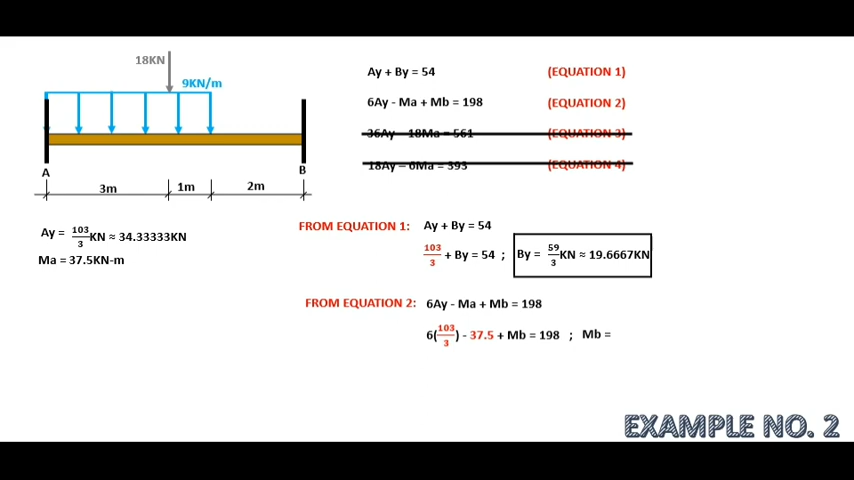 18KN
9KN/m
A
B
3m
1m
2m
Ay = 103/3 KN ≈ 34.33333KN
Ma = 37.5KN-m
Ay + By = 54 (EQUATION 1)
6Ay - Ma + Mb = 198 (EQUATION 2)
36Ay - 18Ma = 561 (EQUATION 3)
18Ay – 6Ma = 393 (EQUATION 4)
FROM EQUATION 1: Ay + By = 54
103/3 + By = 54 ; By = 59/3 KN ≈ 19.6667KN
FROM EQUATION 2: 6Ay - Ma + Mb = 198
6(103/3) - 37.5 + Mb = 198 ; Mb =
EXAMPLE NO. 2